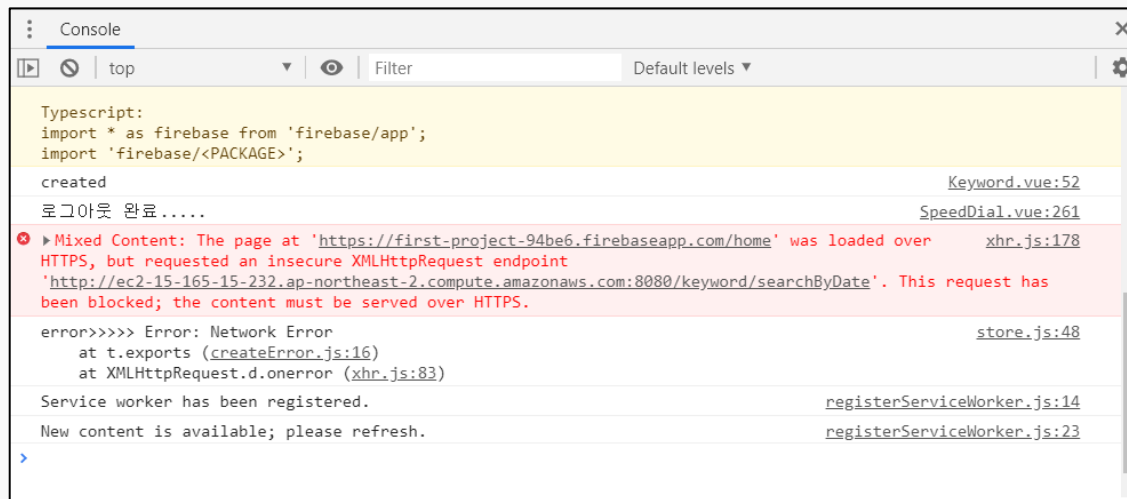 Console
top ▼ Filter Default levels ▼
Typescript:
import * as firebase from 'firebase/app';
import 'firebase/<PACKAGE>';
created Keyword.vue:52
로그아웃 완료..... SpeedDial.vue:261
▶Mixed Content: The page at 'https://first-project-94be6.firebaseapp.com/home' was loaded over xhr.js:178
HTTPS, but requested an insecure XMLHttpRequest endpoint
'http://ec2-15-165-15-232.ap-northeast-2.compute.amazonaws.com:8080/keyword/searchByDate'. This request has
been blocked; the content must be served over HTTPS.
error>>>>> Error: Network Error store.js:48
at t.exports (createError.js:16)
at XMLHttpRequest.d.onerror (xhr.js:83)
Service worker has been registered. registerServiceWorker.js:14
New content is available; please refresh. registerServiceWorker.js:23